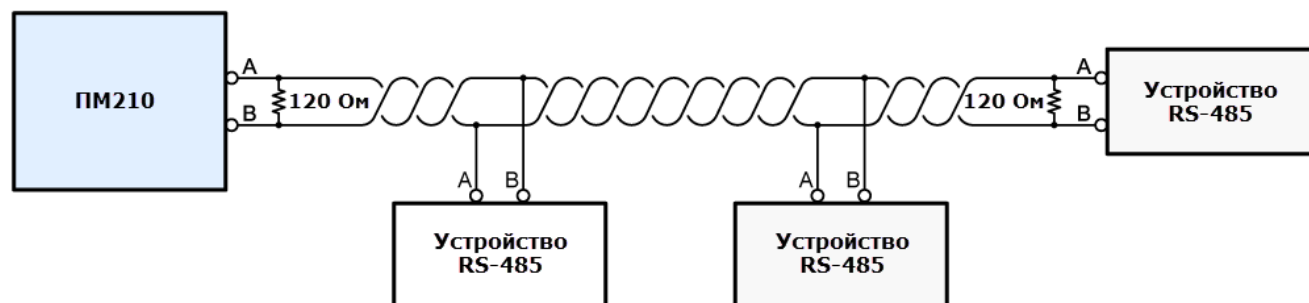 ПМ210
A
B
120 Ом
120 Ом
A
B
Устройство
RS-485
A
B
Устройство
RS-485
A
B
Устройство
RS-485